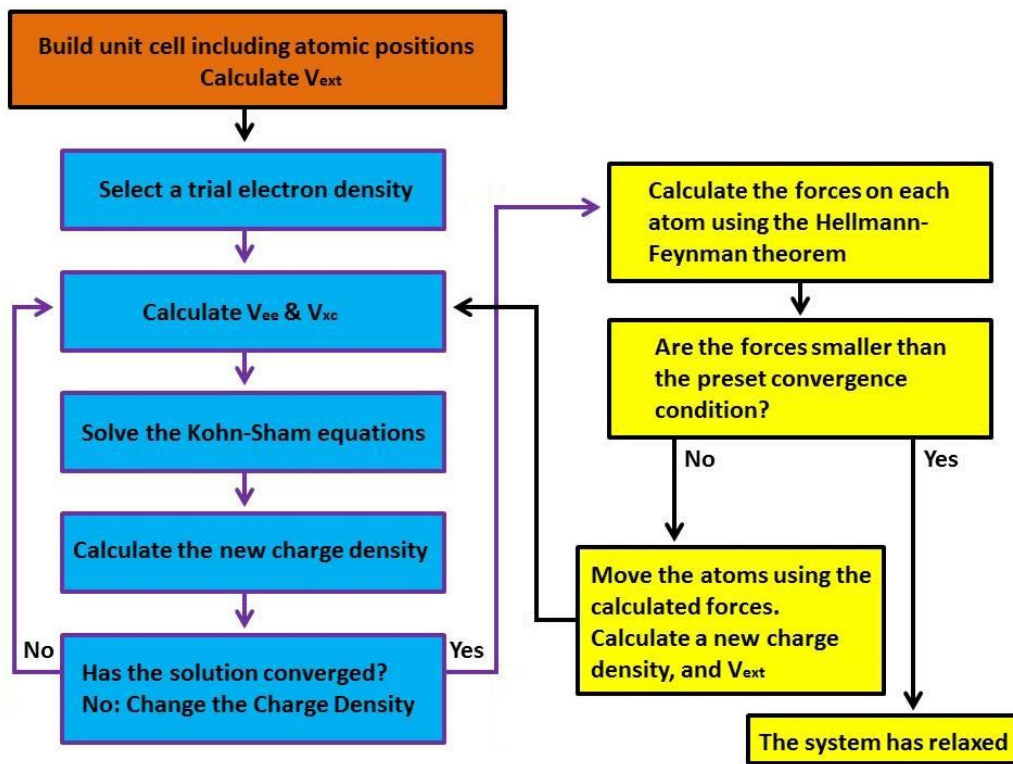 Build unit cell including atomic positions
Calculate Vext
Select a trial electron density
Calculate Vee & Vxc
Solve the Kohn-Sham equations
Calculate the new charge density
No
Has the solution converged?
No: Change the Charge Density
Yes
Calculate the forces on each
atom using the Hellmann-
Feynman theorem
Are the forces smaller than
the preset convergence
condition?
No
Yes
Move the atoms using the
calculated forces.
Calculate a new charge
density, and Vext
The system has relaxed